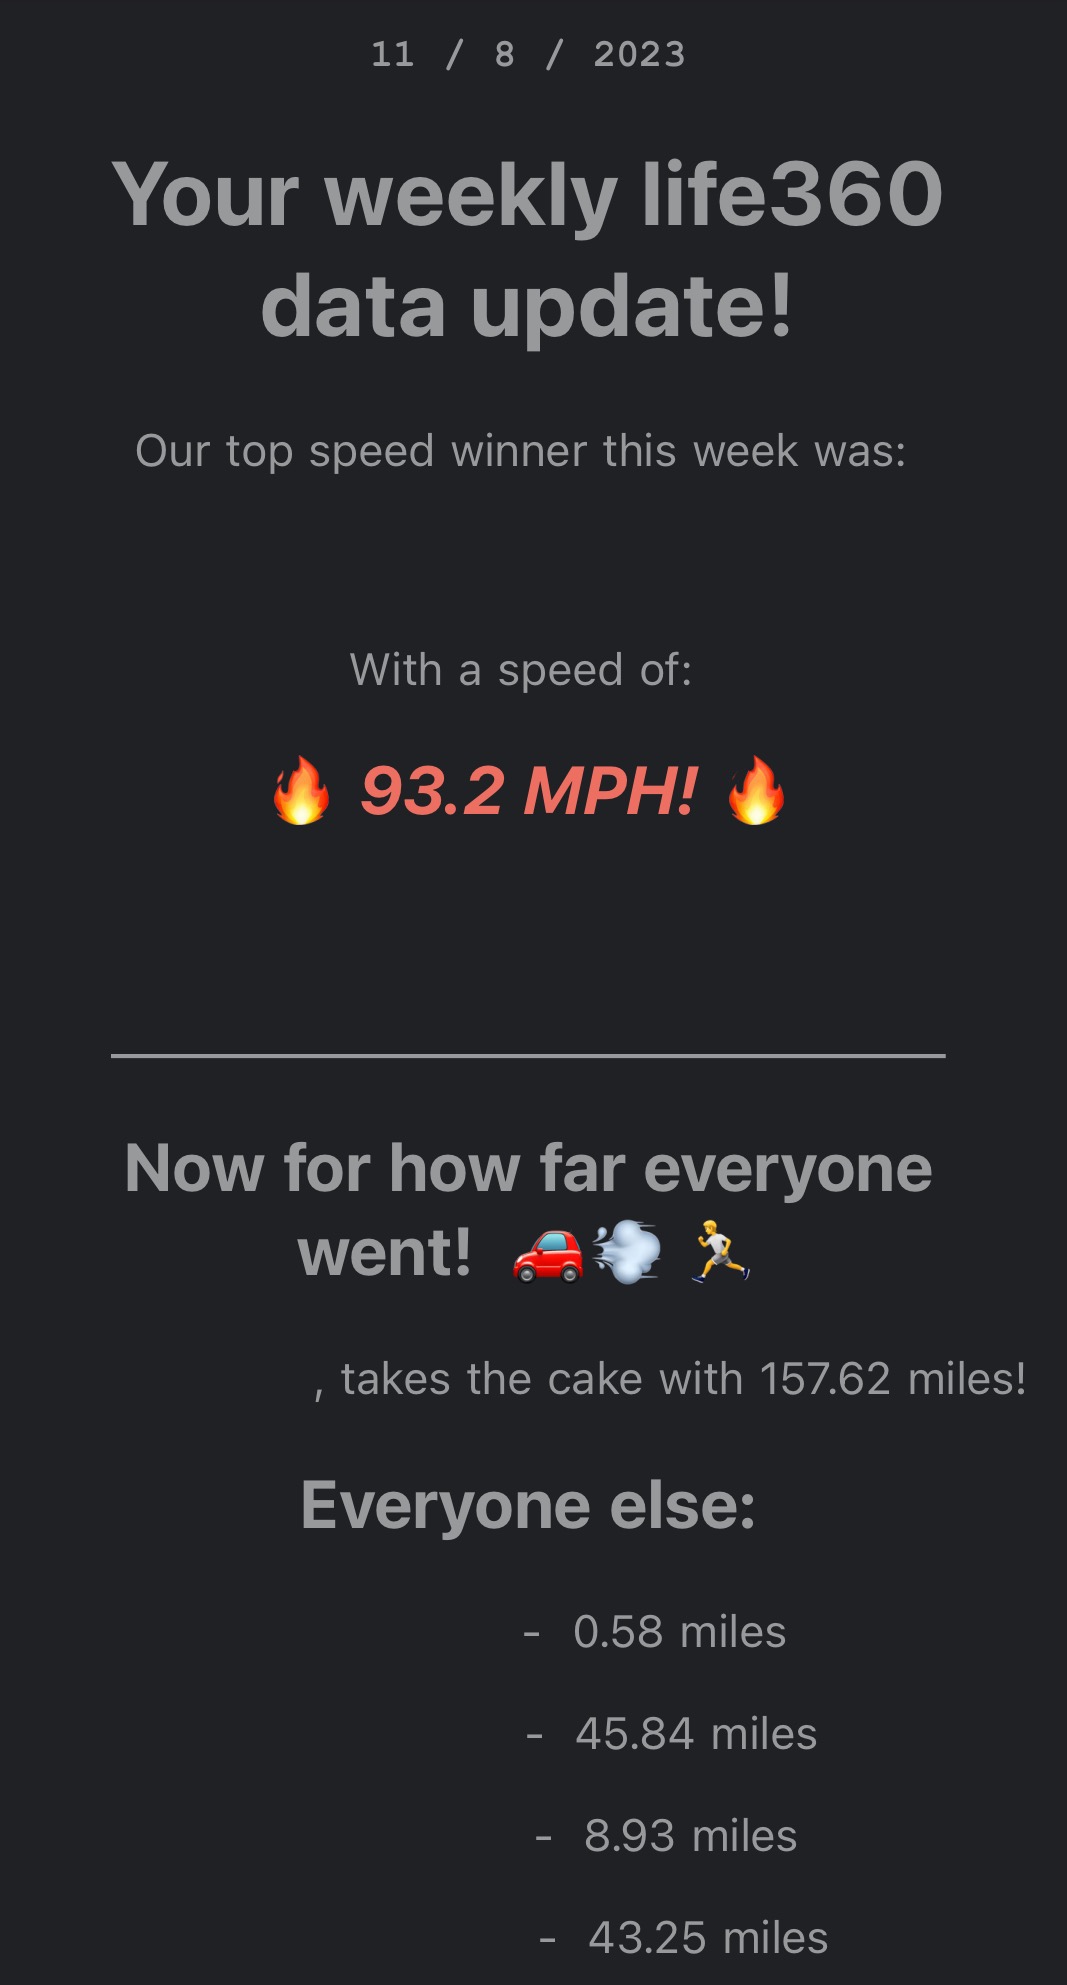 11 / 8 / 2023
Your weekly life360
data update!
Our top speed winner this week was:
With a speed of:
🔥 93.2 MPH! 🔥
Now for how far everyone
went! 🚗💨 🏃
, takes the cake with 157.62 miles!
Everyone else:
- 0.58 miles
- 45.84 miles
- 8.93 miles
- 43.25 miles